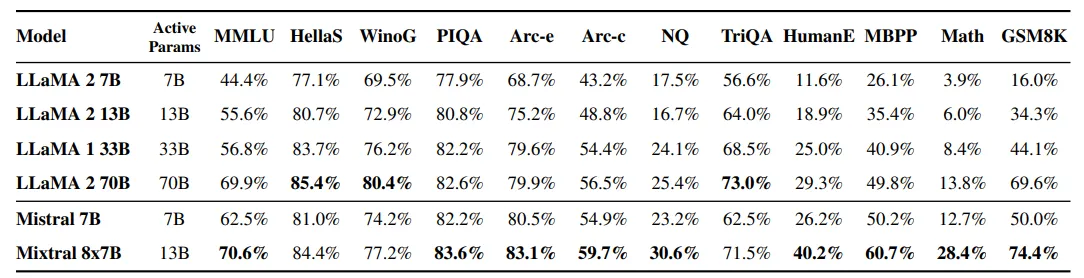 Model Active Params MMLU HellaS WinoG PIQA Arc-e Arc-c NQ TriQA HumanE MBPP Math GSM8K
LLaMA 2 7B 7B 44.4% 77.1% 69.5% 77.9% 68.7% 43.2% 17.5% 56.6% 11.6% 26.1% 3.9% 16.0%
LLaMA 2 13B 13B 55.6% 80.7% 72.9% 80.8% 75.2% 48.8% 16.7% 64.0% 18.9% 35.4% 6.0% 34.3%
LLaMA 1 33B 33B 56.8% 83.7% 76.2% 82.2% 79.6% 54.4% 24.1% 68.5% 25.0% 40.9% 8.4% 44.1%
LLaMA 2 70B 70B 69.9% 85.4% 80.4% 82.6% 79.9% 56.5% 25.4% 73.0% 29.3% 49.8% 13.8% 69.6%
Mistral 7B 7B 62.5% 81.0% 74.2% 82.2% 80.5% 54.9% 23.2% 62.5% 26.2% 50.2% 12.7% 50.0%
Mixtral 8x7B 13B 70.6% 84.4% 77.2% 83.6% 83.1% 59.7% 30.6% 71.5% 40.2% 60.7% 28.4% 74.4%